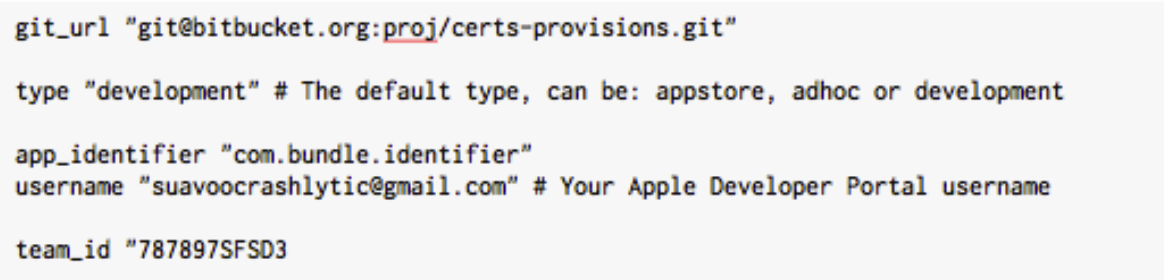 git_url "git@bitbucket.org:proj/certs-provisions.git"
type "development" # The default type, can be: appstore, adhoc or development
app_identifier "com.bundle.identifier"
username "suavoocrashlytic@gmail.com" # Your Apple Developer Portal username
team_id "787897SFSD3